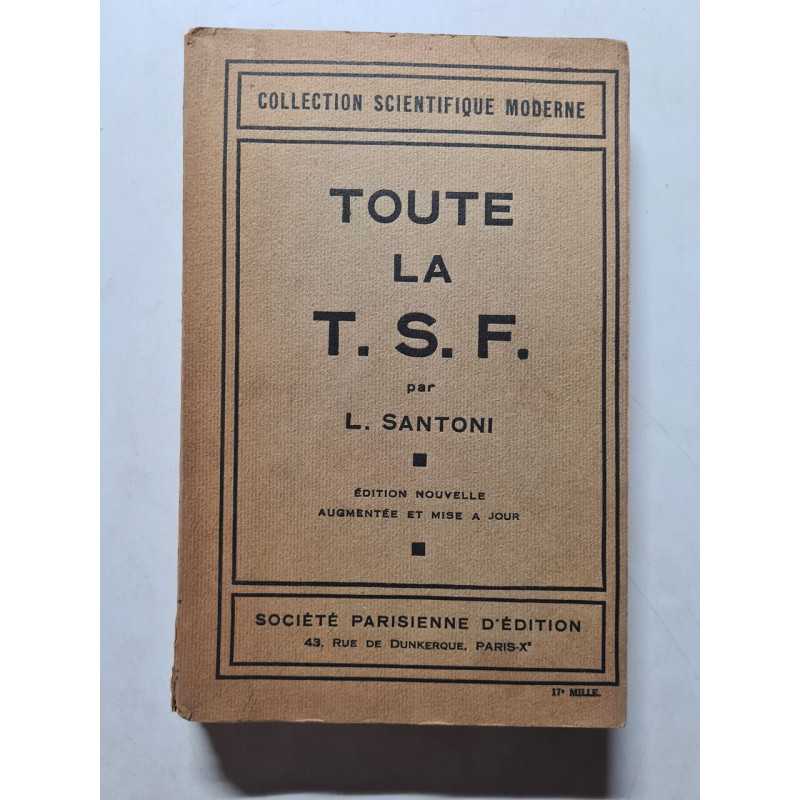 COLLECTION SCIENTIFIQUE MODERNE
TOUTE
LA
T. S. F.
par
L. SANTONI
ÉDITION NOUVELLE
AUGMENTÉE ET MISE A JOUR
SOCIÉTÉ PARISIENNE D'ÉDITION
43, RUE DE DUNKERQUE, PARIS-Xe
17e MILLE.